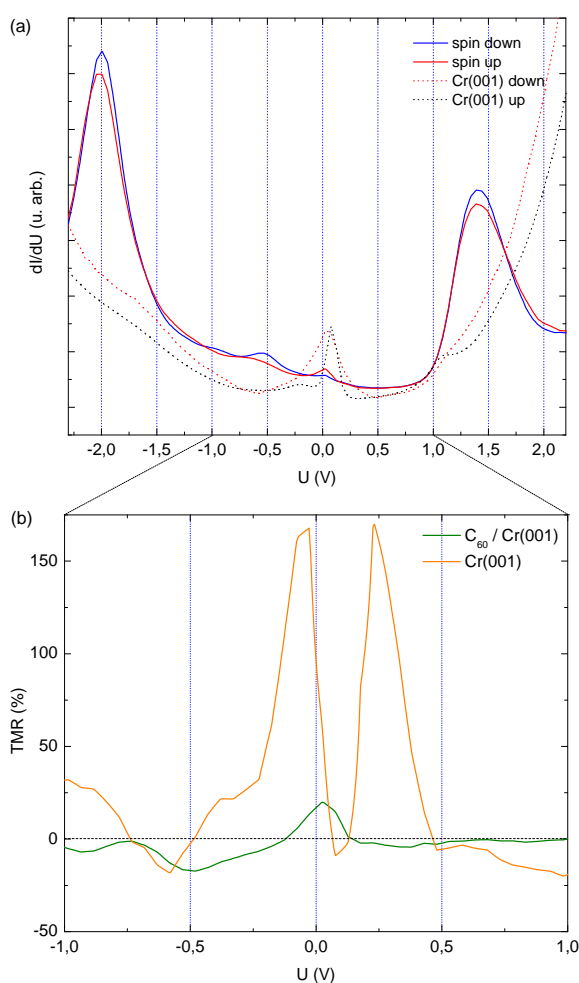 (a)
spin down
spin up
Cr(001) down
Cr(001) up
dI/dU (u. arb.)
-2,0 -1,5 -1,0 -0,5 0,0 0,5 1,0 1,5 2,0
U (V)
(b)
C60 / Cr(001)
Cr(001)
150
100
50
0
-50
TMR (%)
-1,0 -0,5 0,0 0,5 1,0
U (V)